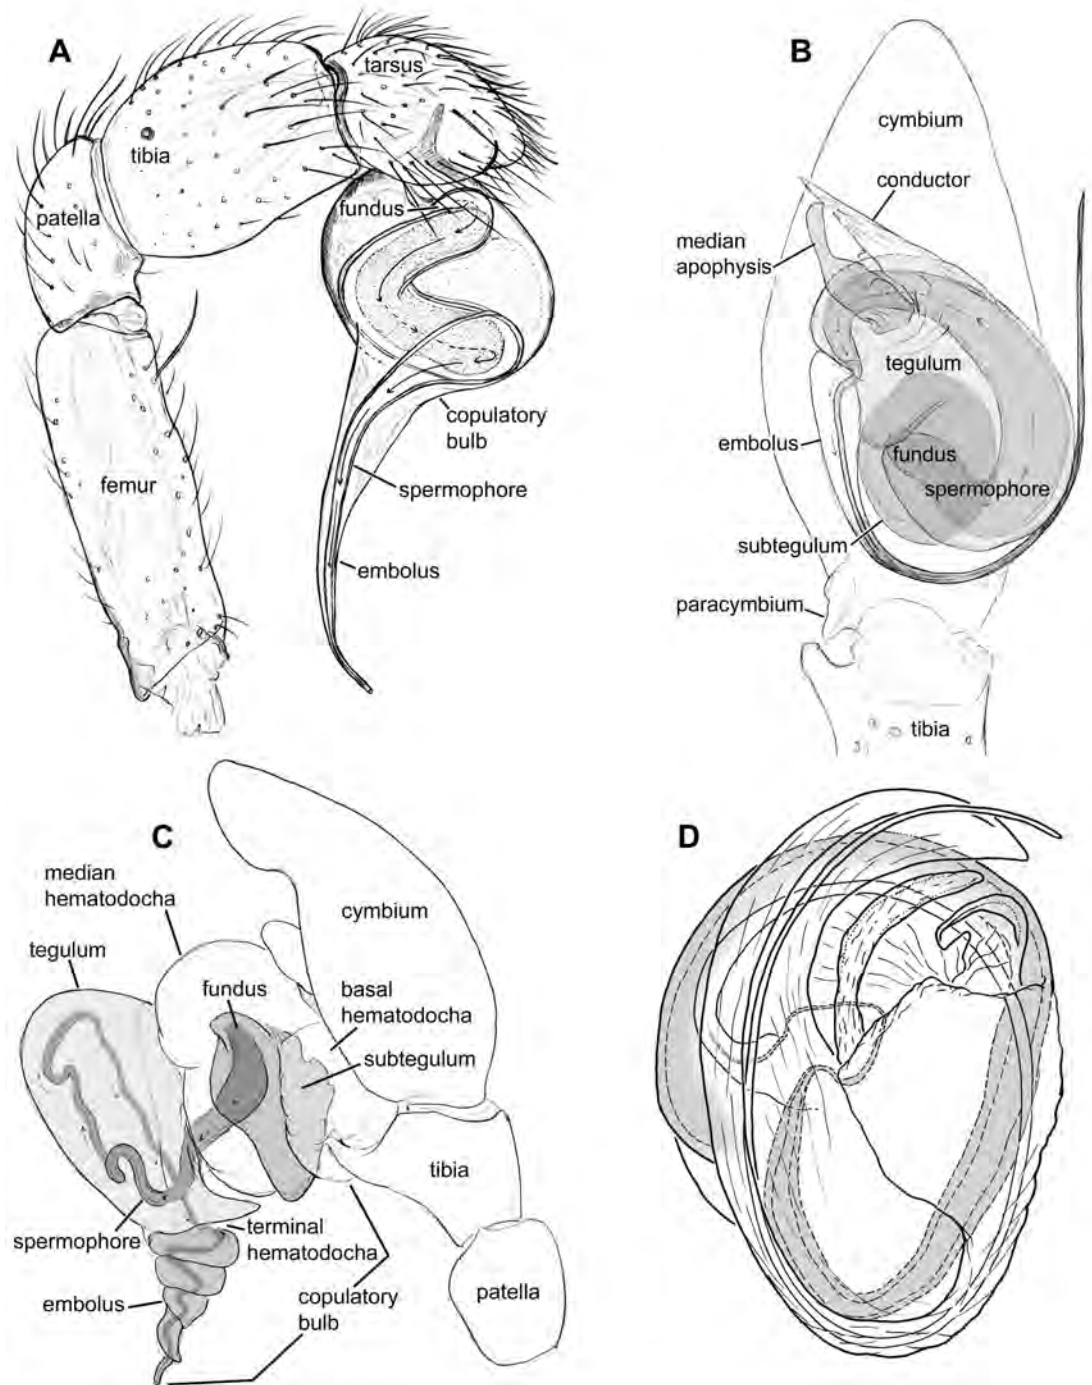 A
tarsus
tibia
patella
fundus
copulatory
bulb
femur
spermophore
embolus
B
cymbium
conductor
median
apophysis
tegulum
embolus
fundus
spermophore
subtegulum
paracymbium
tibia
C
median
hematodocha
cymbium
tegulum
fundus
basal
hematodocha
subtegulum
tibia
spermophore
terminal
hematodocha
embolus
copulatory
bulb
patella
D